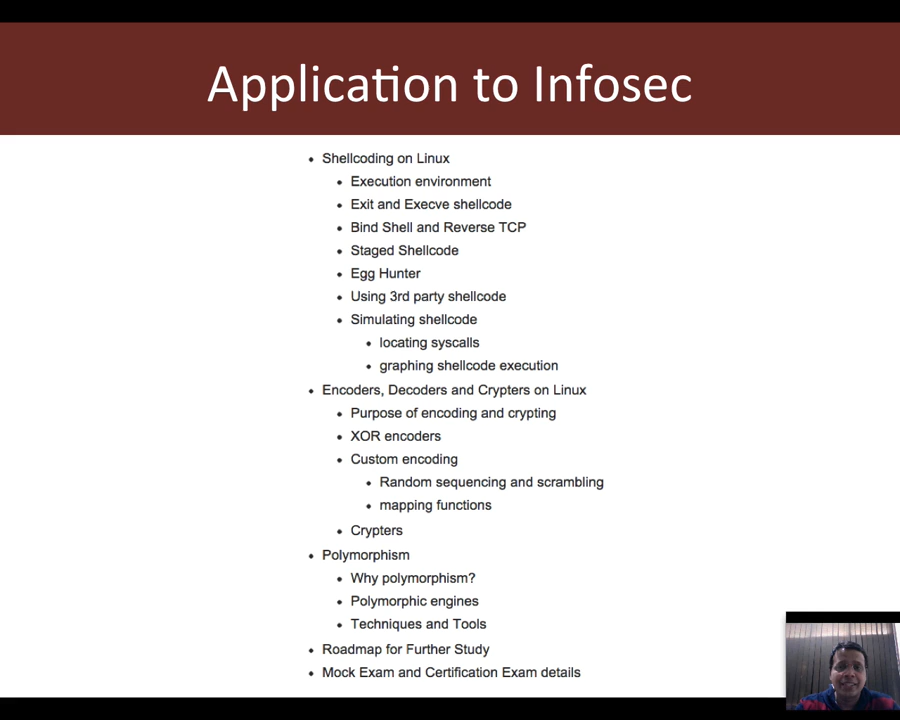 Application to Infosec
• Shellcoding on Linux
• Execution environment
• Exit and Execve shellcode
• Bind Shell and Reverse TCP
• Staged Shellcode
• Egg Hunter
• Using 3rd party shellcode
• Simulating shellcode
• locating syscalls
• graphing shellcode execution
• Encoders, Decoders and Crypters on Linux
• Purpose of encoding and crypting
• XOR encoders
• Custom encoding
• Random sequencing and scrambling
• mapping functions
• Crypters
• Polymorphism
• Why polymorphism?
• Polymorphic engines
• Techniques and Tools
• Roadmap for Further Study
• Mock Exam and Certification Exam details